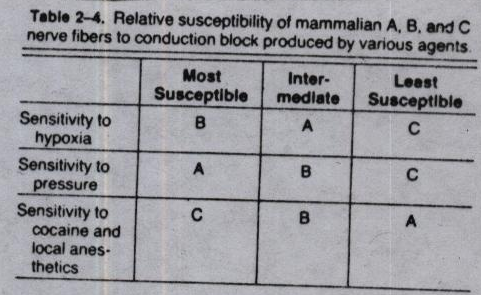 Table 2–4. Relative susceptibility of mammalian A, B, and C
nerve fibers to conduction block produced by various agents.
Most Susceptible Inter-mediate Least Susceptible
Sensitivity to hypoxia B A C
Sensitivity to pressure A B C
Sensitivity to cocaine and local anes-thetics C B A